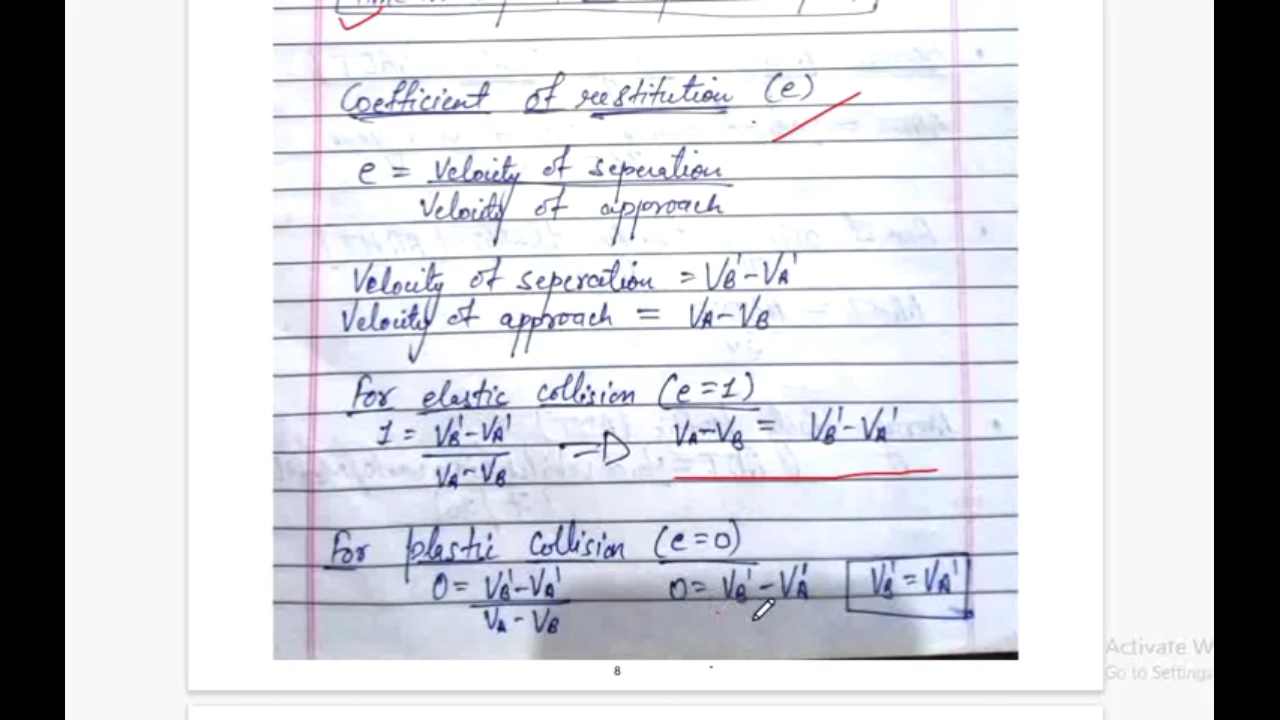 Coefficient of restitution (e)
e = Velocity of seperation
Velocity of approach
Velocity of seperation = VB' - VA'
Velocity of approach = VA - VB
For elastic collision (e = 1)
1 = VB' - VA' => VA - VB = VB' - VA'
VA - VB
For plastic collision (e = 0)
0 = VB' - VA' 0 = VB' - VA' VB' = VA'
VA - VB
8
Activate W
Go to Settings